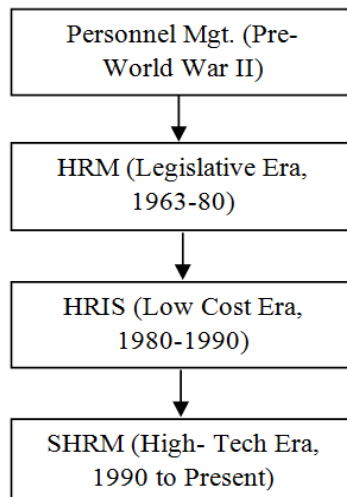 Personnel Mgt. (Pre-
World War II)
HRM (Legislative Era,
1963-80)
HRIS (Low Cost Era,
1980-1990)
SHRM (High- Tech Era,
1990 to Present)